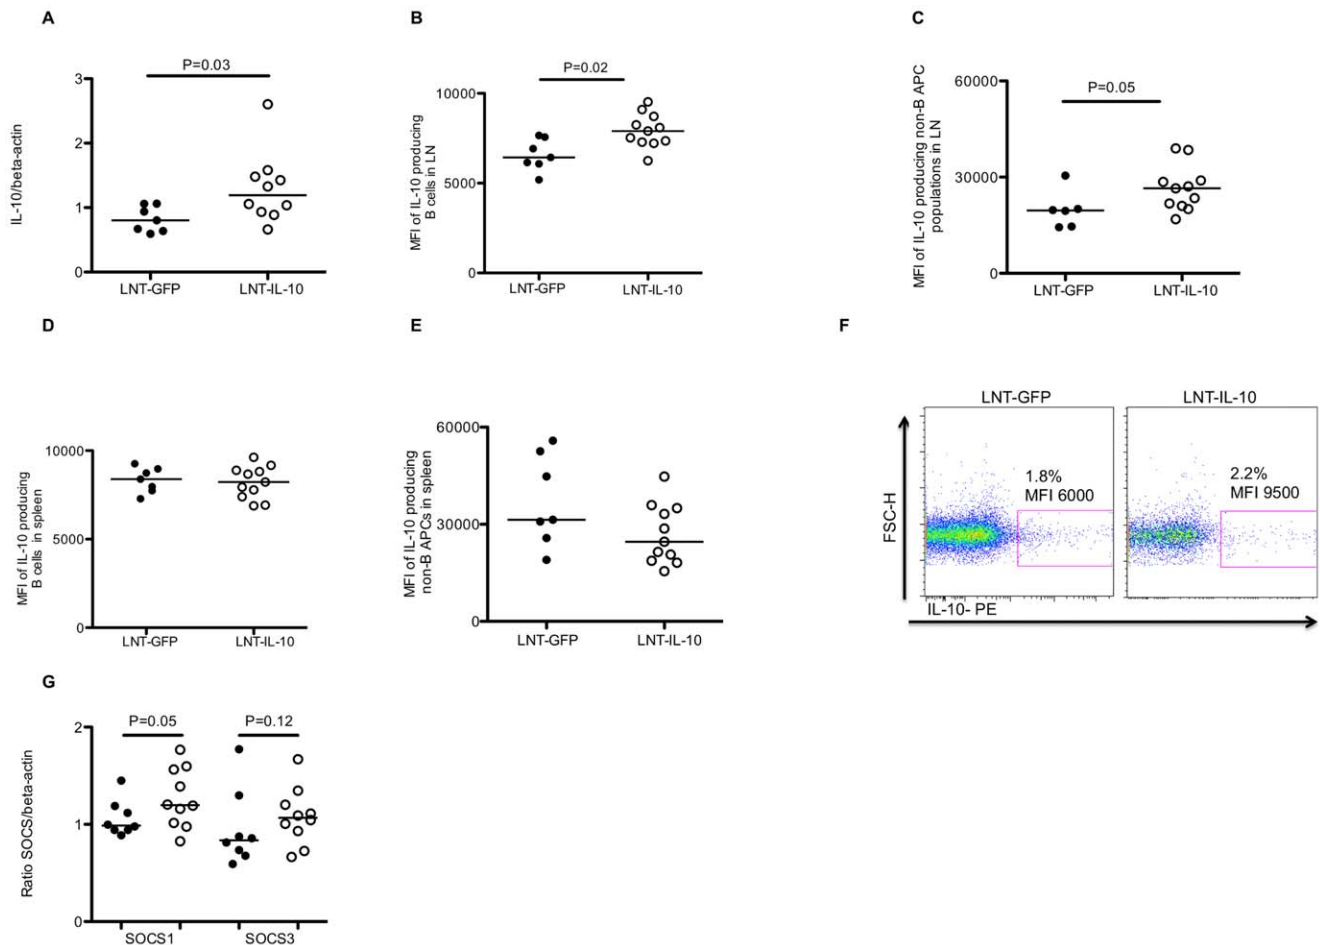 A
P=0.03
3
2
1
0
IL-10/beta-actin
LNT-GFP LNT-IL-10
B
P=0.02
10000
5000
0
MFI of IL-10 producing
B cells in LN
LNT-GFP LNT-IL-10
C
P=0.05
60000
30000
0
MFI of IL-10 producing non-B APC
populations in LN
LNT-GFP LNT-IL-10
D
10000
5000
0
MFI of IL-10 producing
B cells in spleen
LNT-GFP LNT-IL-10
E
60000
30000
0
MFI of IL-10 producing
non-B APCs in spleen
LNT-GFP LNT-IL-10
F
LNT-GFP LNT-IL-10
1.8%
MFI 6000
2.2%
MFI 9500
FSC-H
IL-10- PE
G
P=0.05 P=0.12
2
1
0
Ratio SOCS/beta-actin
SOCS1 SOCS3